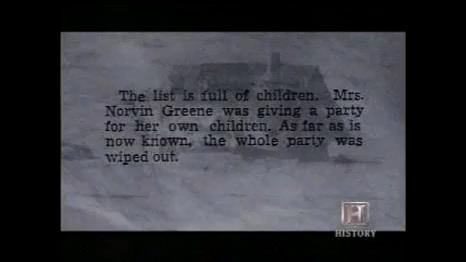 The list is full of children. Mrs.
Norvin Greene was giving a party
for her own children. As far as is
now known, the whole party was
wiped out.
H
HISTORY